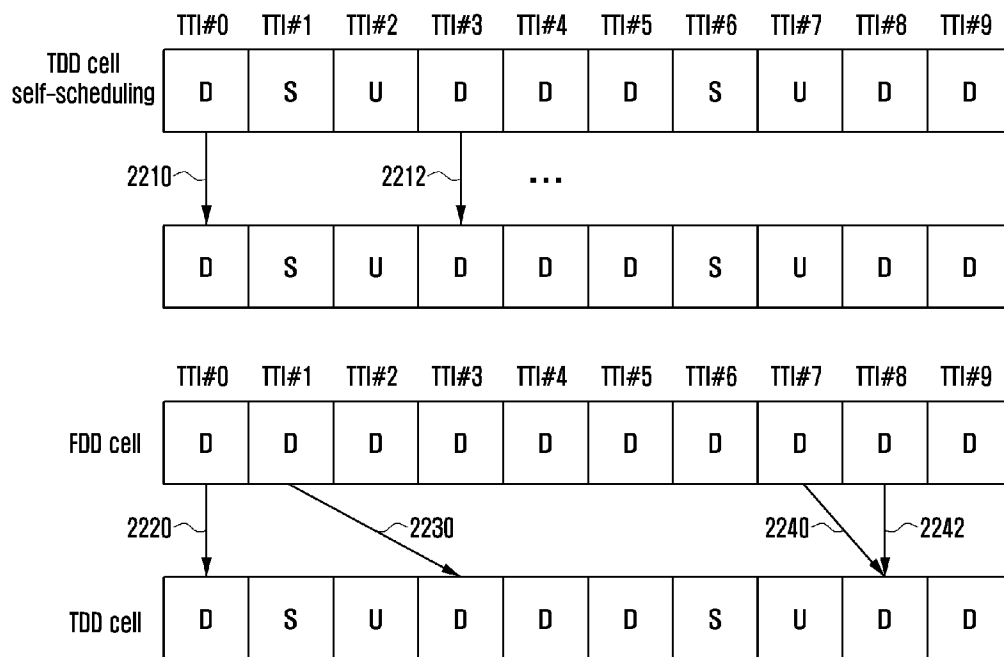 TTI#0 TTI#1 TTI#2 TTI#3 TTI#4 TTI#5 TTI#6 TTI#7 TTI#8 TTI#9
TDD cell
self-scheduling
D S U D D D S U D D
2210 2212 ...
D S U D D D S U D D
TTI#0 TTI#1 TTI#2 TTI#3 TTI#4 TTI#5 TTI#6 TTI#7 TTI#8 TTI#9
FDD cell D D D D D D D D D D
2220 2230 2240 2242
TDD cell D S U D D D S U D D